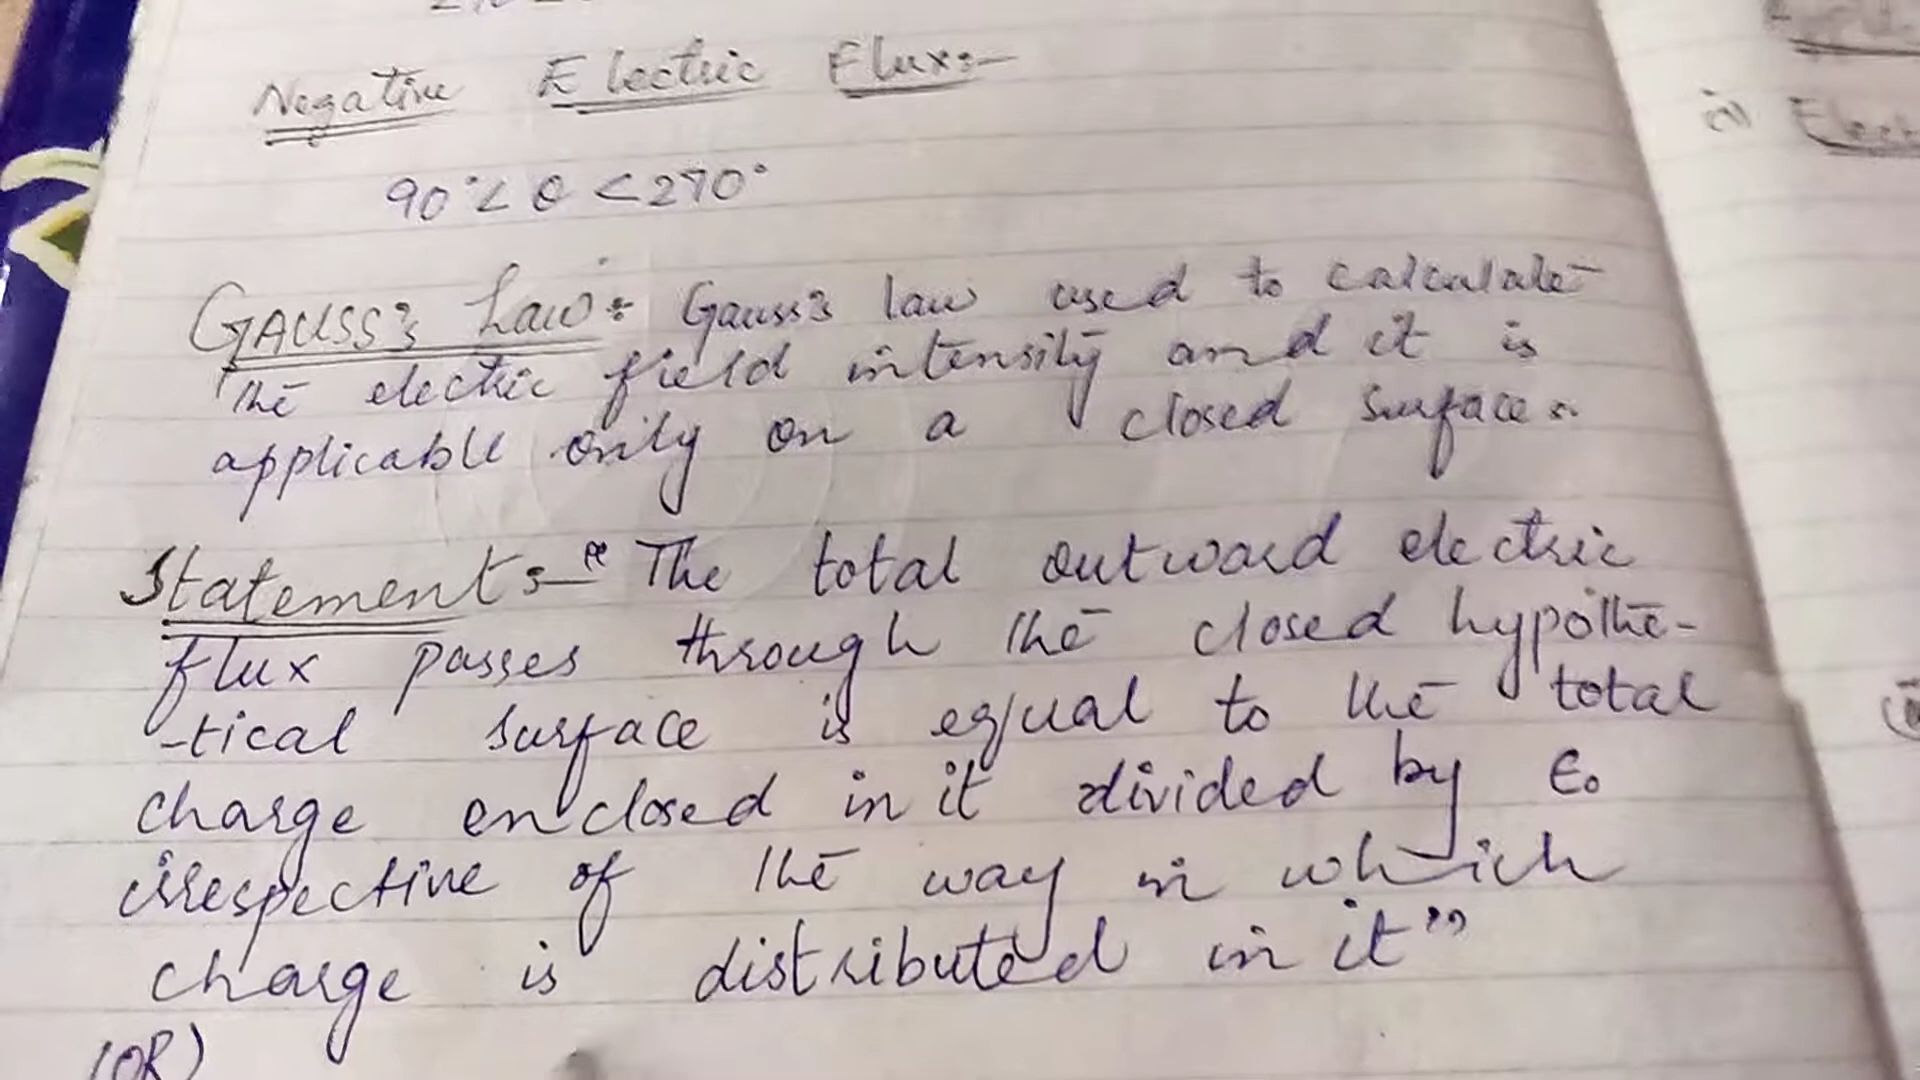 Negative Electric Flux:-
90° < θ < 270°
GAUSS's Law:- Gauss's law used to calculate
the electric field intensity and it is
applicable only on a closed surface.
Statement:- "The total outward electric
flux passes through the closed hypothe-
-tical surface is equal to the total
charge enclosed in it divided by ε₀
irrespective of the way in which
charge is distributed in it"
(OR)